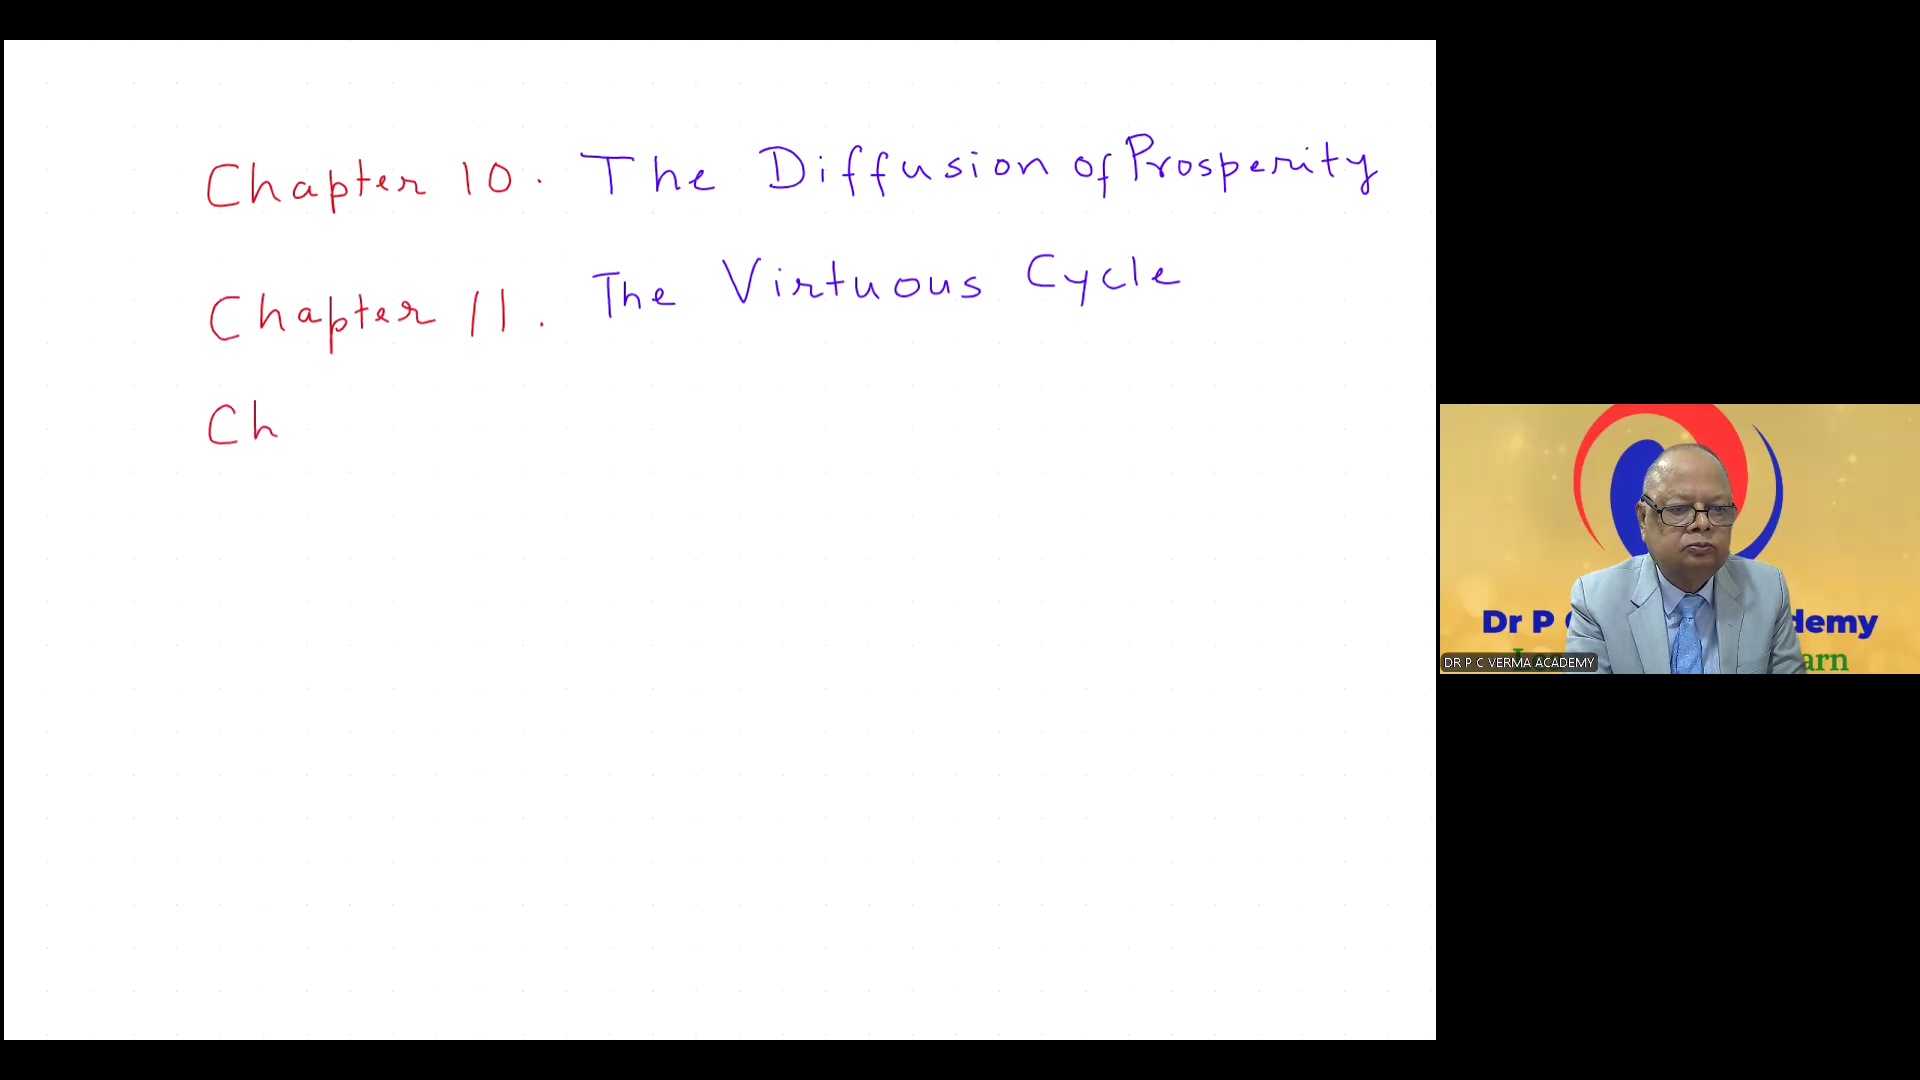 Chapter 10. The Diffusion of Prosperity
Chapter 11. The Virtuous Cycle
Ch
Dr P demy
arn
DR P C VERMA ACADEMY